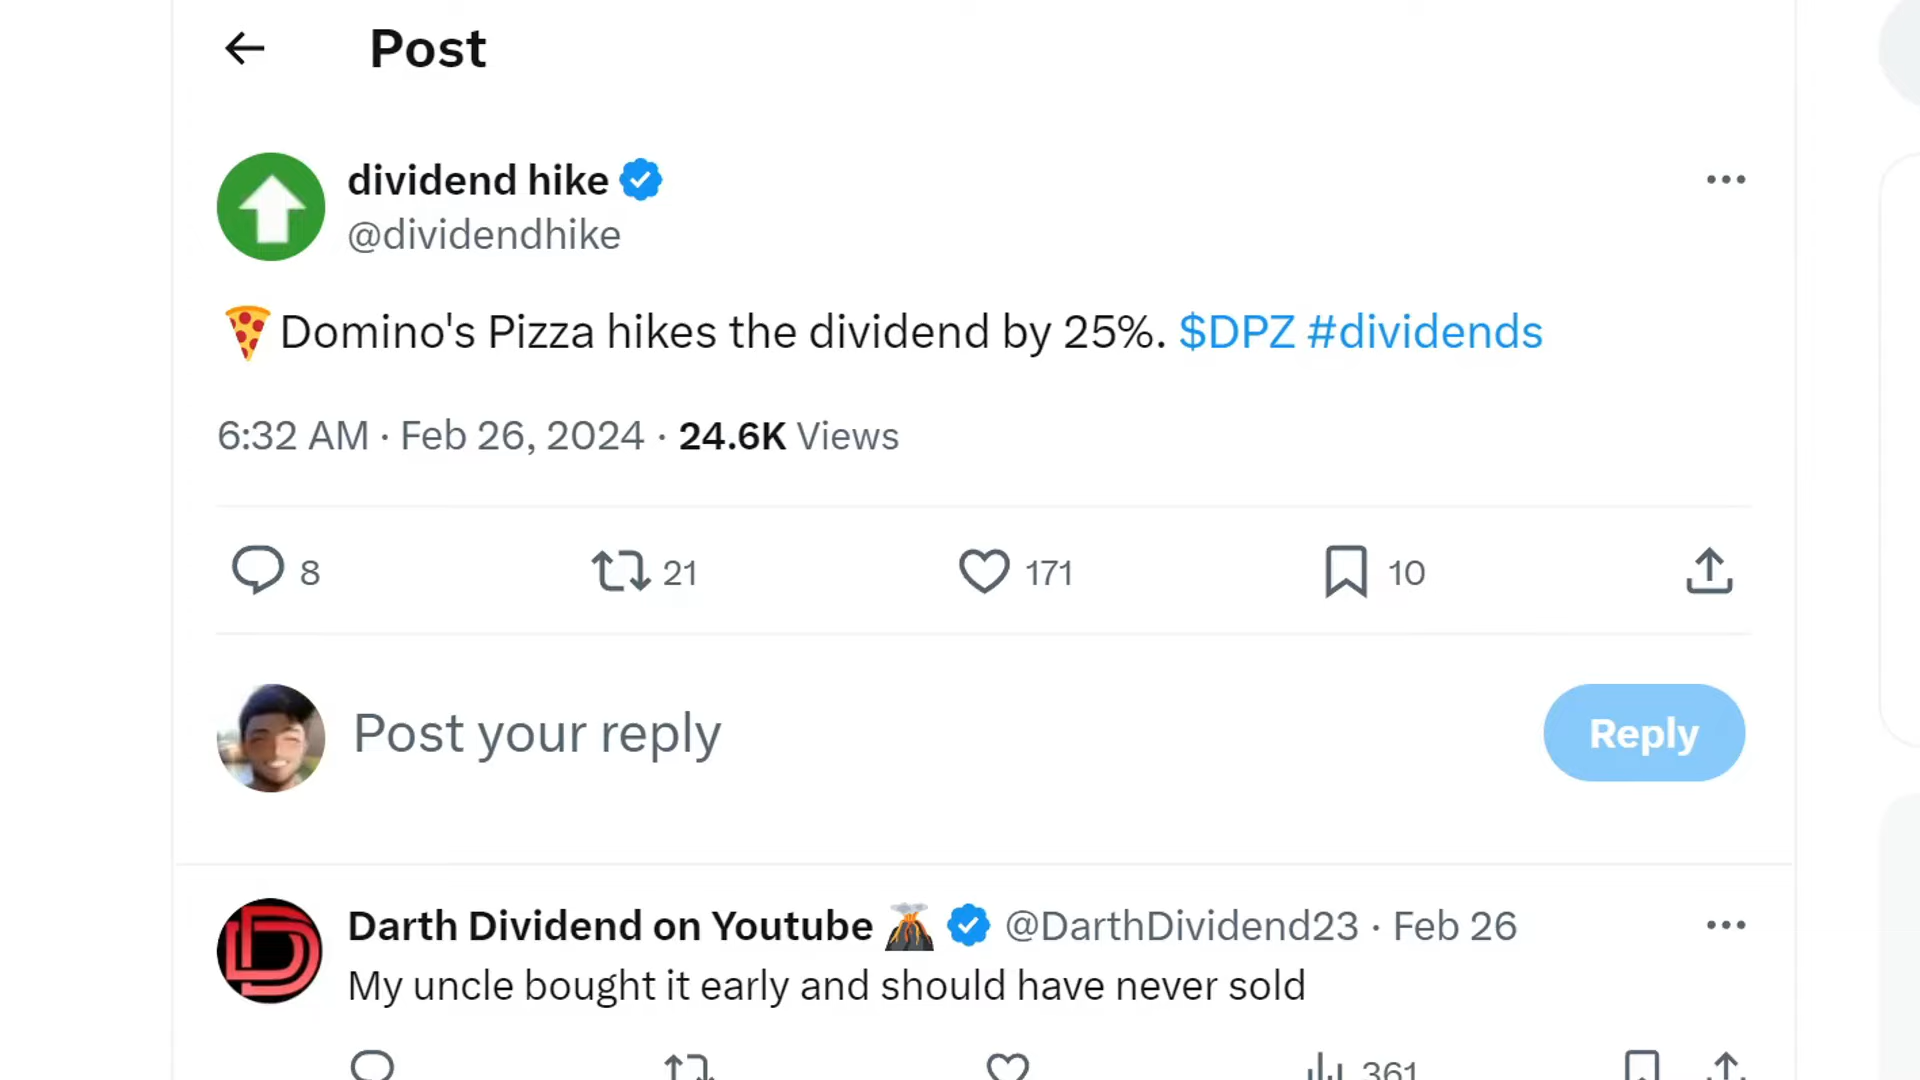 Post
dividend hike
@dividendhike
🍕Domino's Pizza hikes the dividend by 25%. $DPZ #dividends
6:32 AM · Feb 26, 2024 · 24.6K Views
8 21 171 10
Post your reply
Reply
Darth Dividend on Youtube 🌋 @DarthDividend23 · Feb 26
My uncle bought it early and should have never sold
361